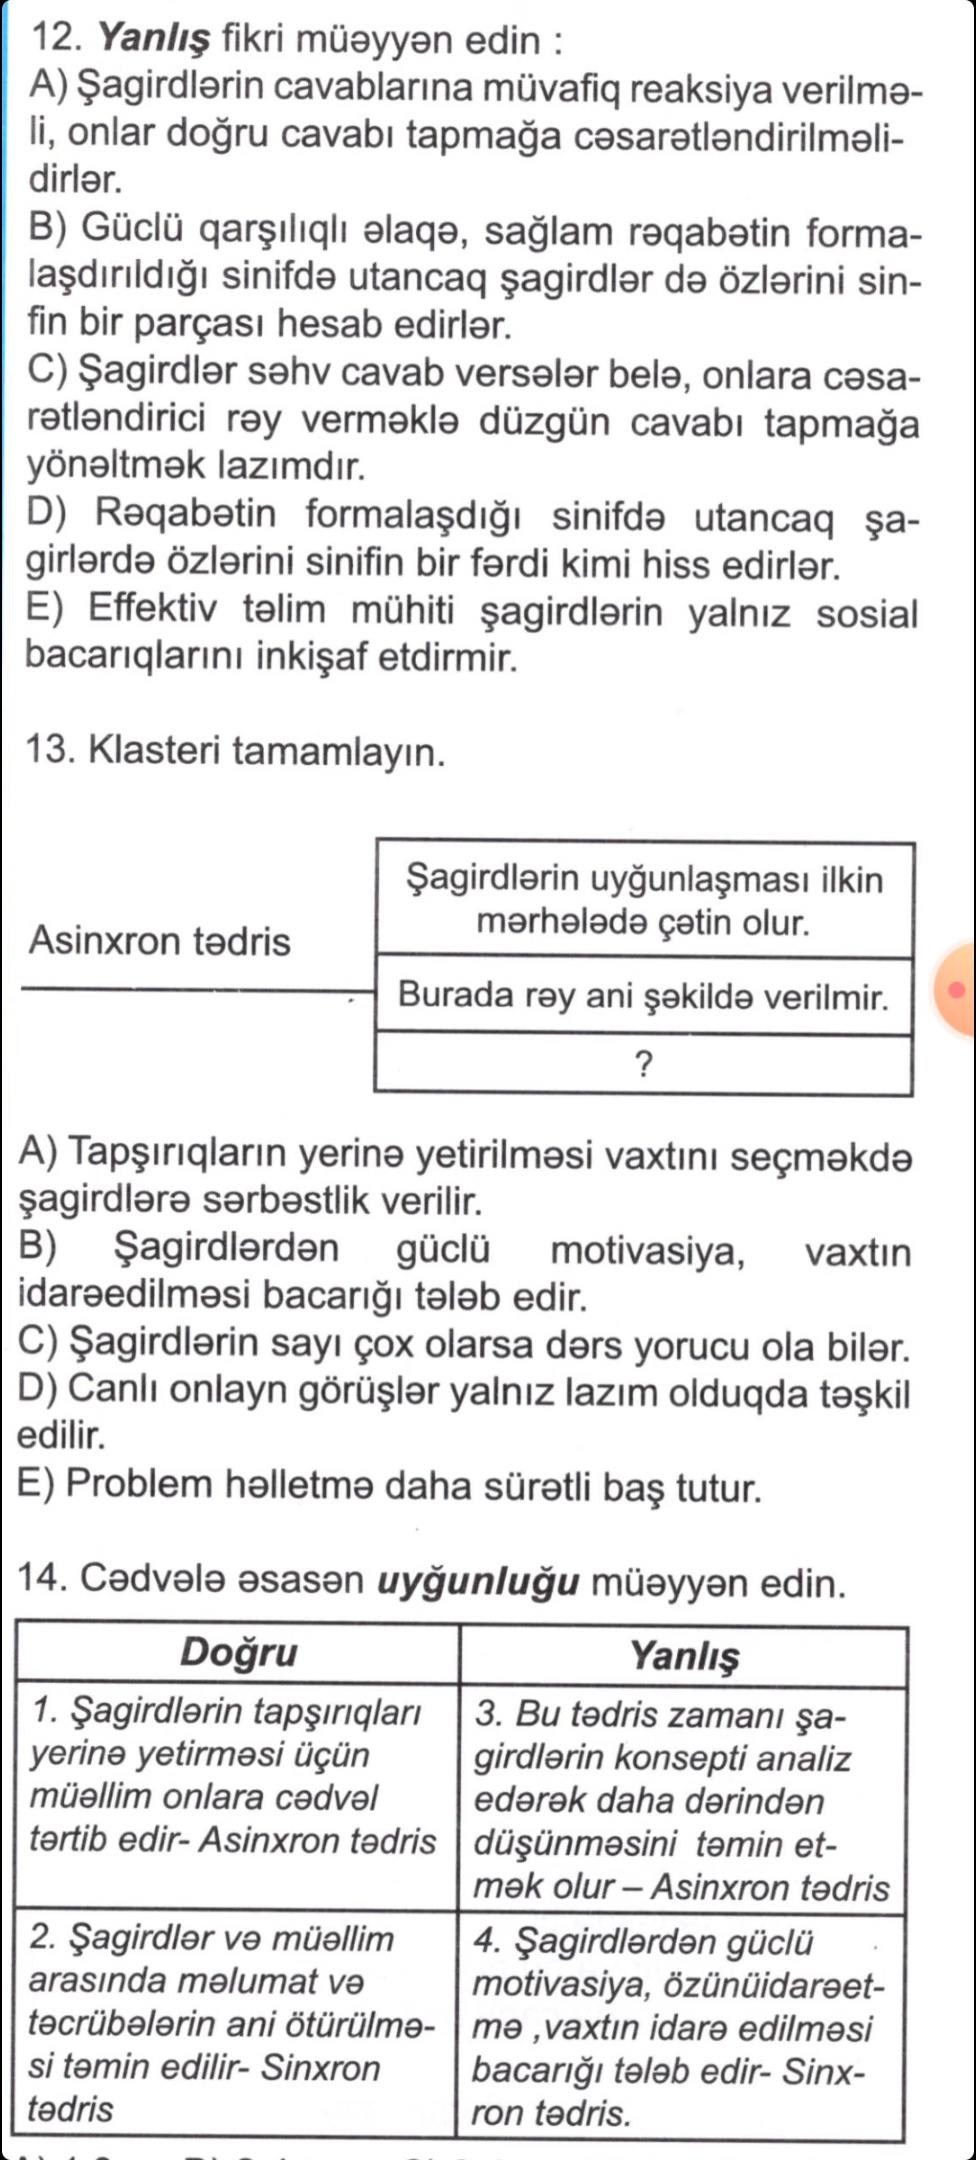 12. Yanlış fikri müəyyən edin :
A) Şagirdlərin cavablarına müvafiq reaksiya verilmə-
li, onlar doğru cavabı tapmağa cəsarətləndirilməli-
dirlər.
B) Güclü qarşılıqlı əlaqə, sağlam rəqabətin forma-
laşdırıldığı sinifdə utancaq şagirdlər də özlərini sin-
fin bir parçası hesab edirlər.
C) Şagirdlər səhv cavab versələr belə, onlara cəsa-
rətləndirici rəy verməklə düzgün cavabı tapmağa
yönəltmək lazımdır.
D) Rəqabətin formalaşdığı sinifdə utancaq şa-
girlərdə özlərini sinifin bir fərdi kimi hiss edirlər.
E) Effektiv təlim mühiti şagirdlərin yalnız sosial
bacarıqlarını inkişaf etdirmir.
13. Klasteri tamamlayın.
Asinxron tədris
Şagirdlərin uyğunlaşması ilkin
mərhələdə çətin olur.
Burada rəy ani şəkildə verilmir.
?
A) Tapşırıqların yerinə yetirilməsi vaxtını seçməkdə
şagirdlərə sərbəstlik verilir.
B) Şagirdlərdən güclü motivasiya, vaxtın
idarəedilməsi bacarığı tələb edir.
C) Şagirdlərin sayı çox olarsa dərs yorucu ola bilər.
D) Canlı onlayn görüşlər yalnız lazım olduqda təşkil
edilir.
E) Problem həlletmə daha sürətli baş tutur.
14. Cədvələ əsasən uyğunluğu müəyyən edin.
Doğru
Yanlış
1. Şagirdlərin tapşırıqları
yerinə yetirməsi üçün
müəllim onlara cədvəl
tərtib edir- Asinxron tədris
3. Bu tədris zamanı şa-
girdlərin konsepti analiz
edərək daha dərindən
düşünməsini təmin et-
mək olur – Asinxron tədris
2. Şagirdlər və müəllim
arasında məlumat və
təcrübələrin ani ötürülmə-
si təmin edilir- Sinxron
tədris
4. Şagirdlərdən güclü
motivasiya, özünüidarəet-
mə ,vaxtın idarə edilməsi
bacarığı tələb edir- Sinx-
ron tədris.